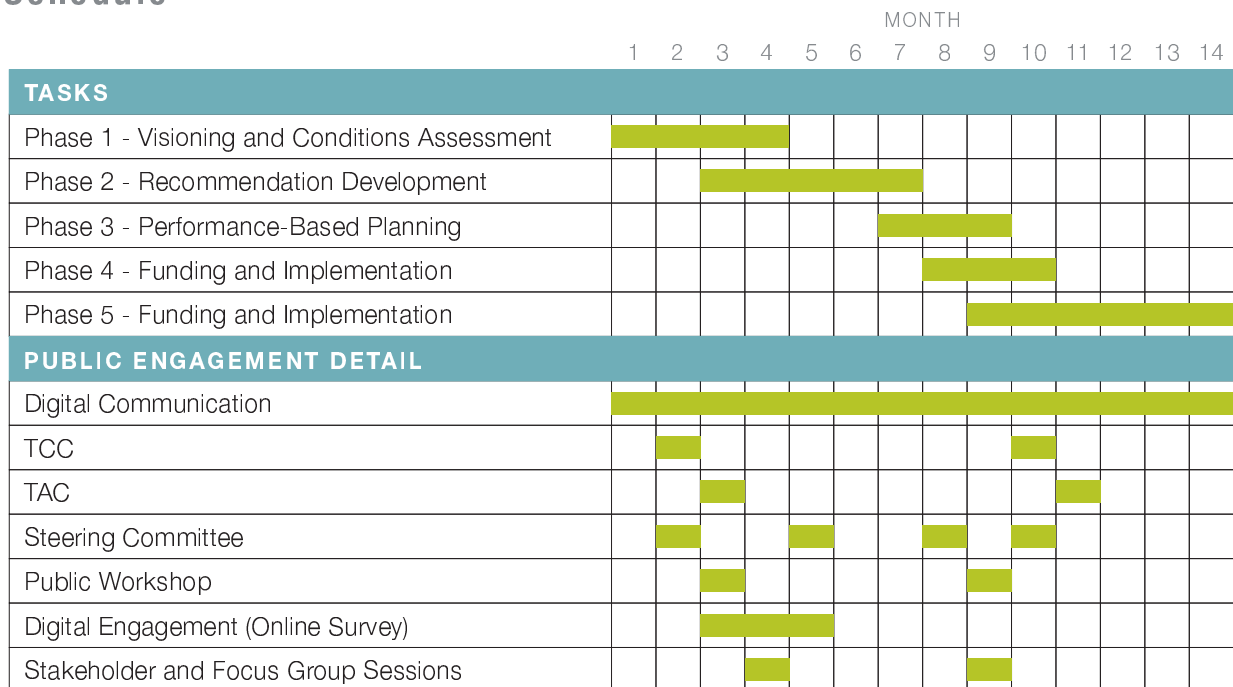 Schedule
MONTH
1 2 3 4 5 6 7 8 9 10 11 12 13 14
TASKS
Phase 1 - Visioning and Conditions Assessment
Phase 2 - Recommendation Development
Phase 3 - Performance-Based Planning
Phase 4 - Funding and Implementation
Phase 5 - Funding and Implementation
PUBLIC ENGAGEMENT DETAIL
Digital Communication
TCC
TAC
Steering Committee
Public Workshop
Digital Engagement (Online Survey)
Stakeholder and Focus Group Sessions